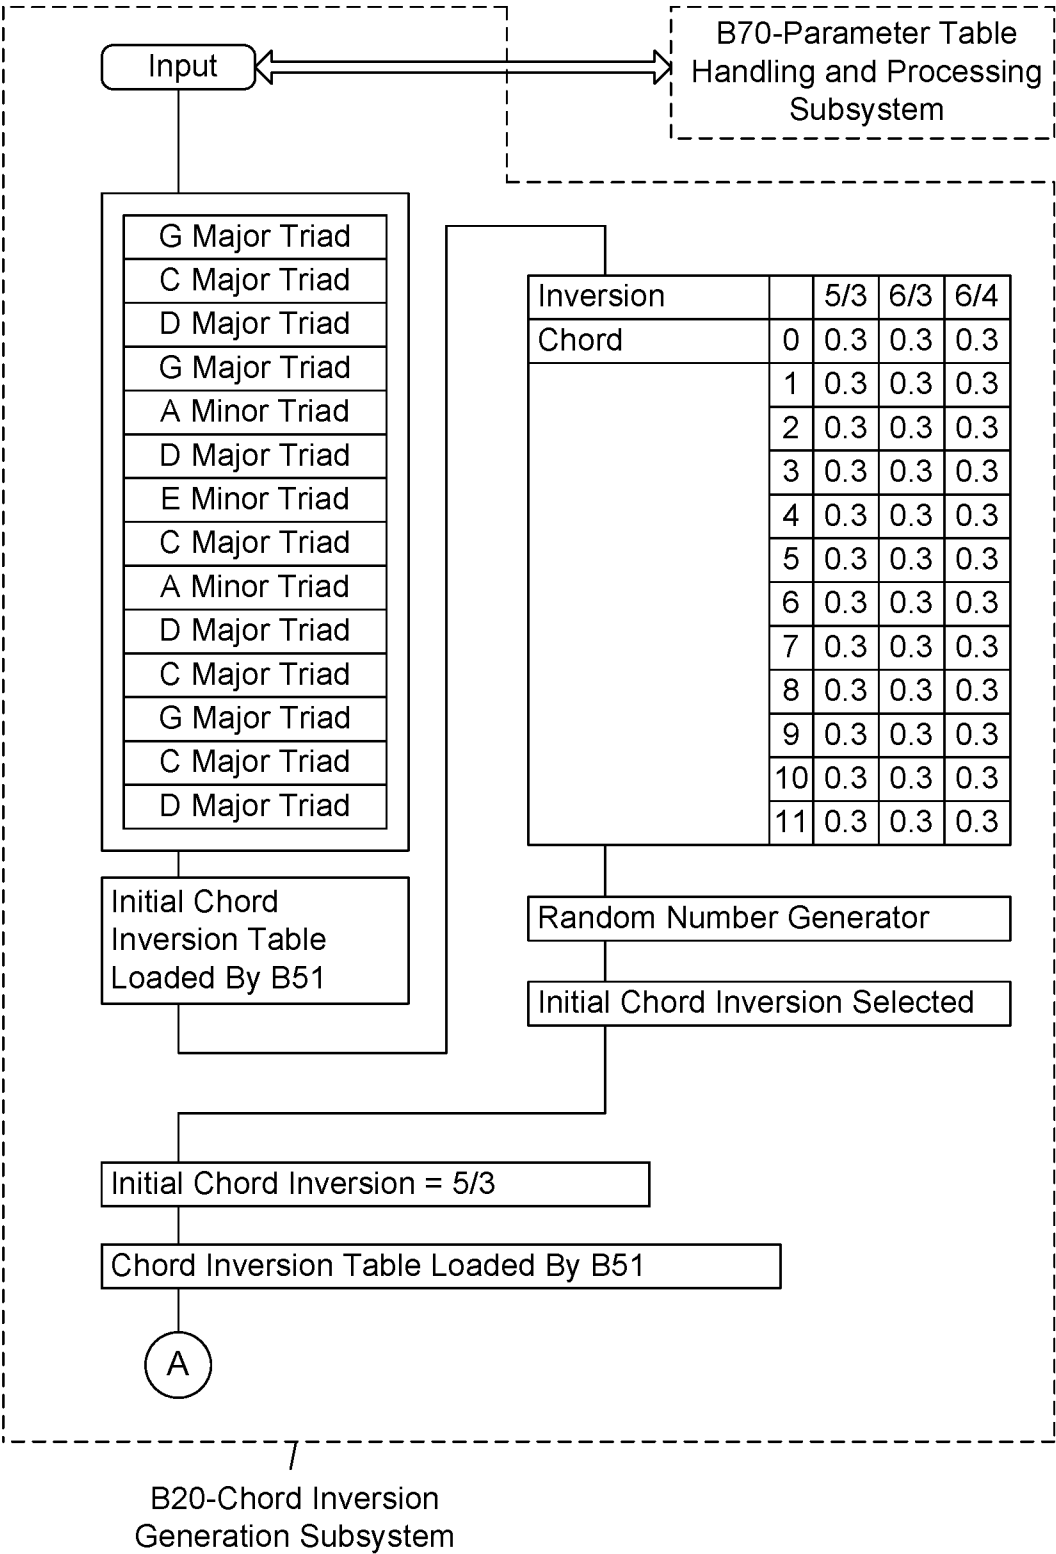 B70-Parameter Table
Handling and Processing
Subsystem
Input
G Major Triad
C Major Triad
D Major Triad
G Major Triad
A Minor Triad
D Major Triad
E Minor Triad
C Major Triad
A Minor Triad
D Major Triad
C Major Triad
G Major Triad
C Major Triad
D Major Triad
Initial Chord
Inversion Table
Loaded By B51
Inversion 5/3 6/3 6/4
Chord 0 0.3 0.3 0.3
1 0.3 0.3 0.3
2 0.3 0.3 0.3
3 0.3 0.3 0.3
4 0.3 0.3 0.3
5 0.3 0.3 0.3
6 0.3 0.3 0.3
7 0.3 0.3 0.3
8 0.3 0.3 0.3
9 0.3 0.3 0.3
10 0.3 0.3 0.3
11 0.3 0.3 0.3
Random Number Generator
Initial Chord Inversion Selected
Initial Chord Inversion = 5/3
Chord Inversion Table Loaded By B51
A
B20-Chord Inversion
Generation Subsystem